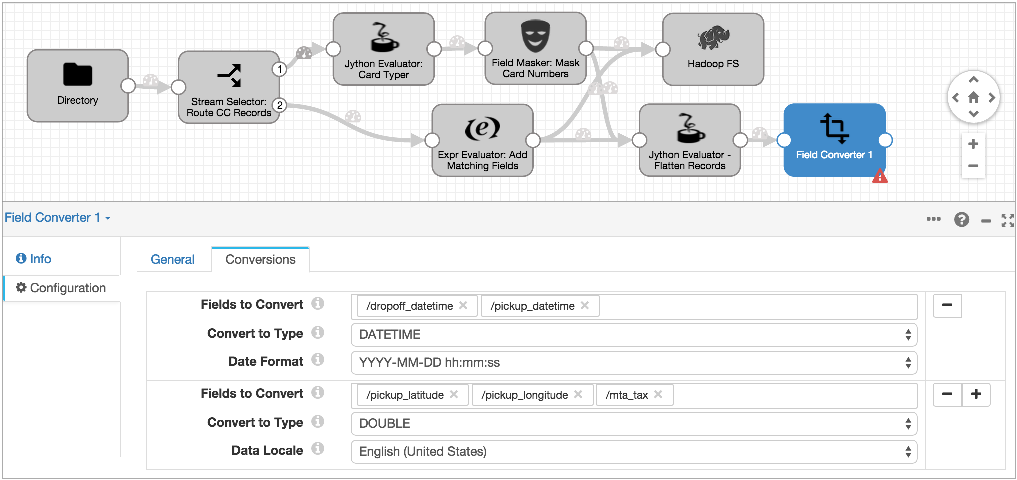 Directory
Stream Selector:
Route CC Records
1
2
Jython Evaluator:
Card Typer
Field Masker: Mask
Card Numbers
Hadoop FS
Expr Evaluator: Add
Matching Fields
Jython Evaluator -
Flatten Records
Field Converter 1
Field Converter 1
Info
Configuration
General
Conversions
Fields to Convert
/dropoff_datetime
/pickup_datetime
Convert to Type
DATETIME
Date Format
YYYY-MM-DD hh:mm:ss
Fields to Convert
/pickup_latitude
/pickup_longitude
/mta_tax
Convert to Type
DOUBLE
Data Locale
English (United States)